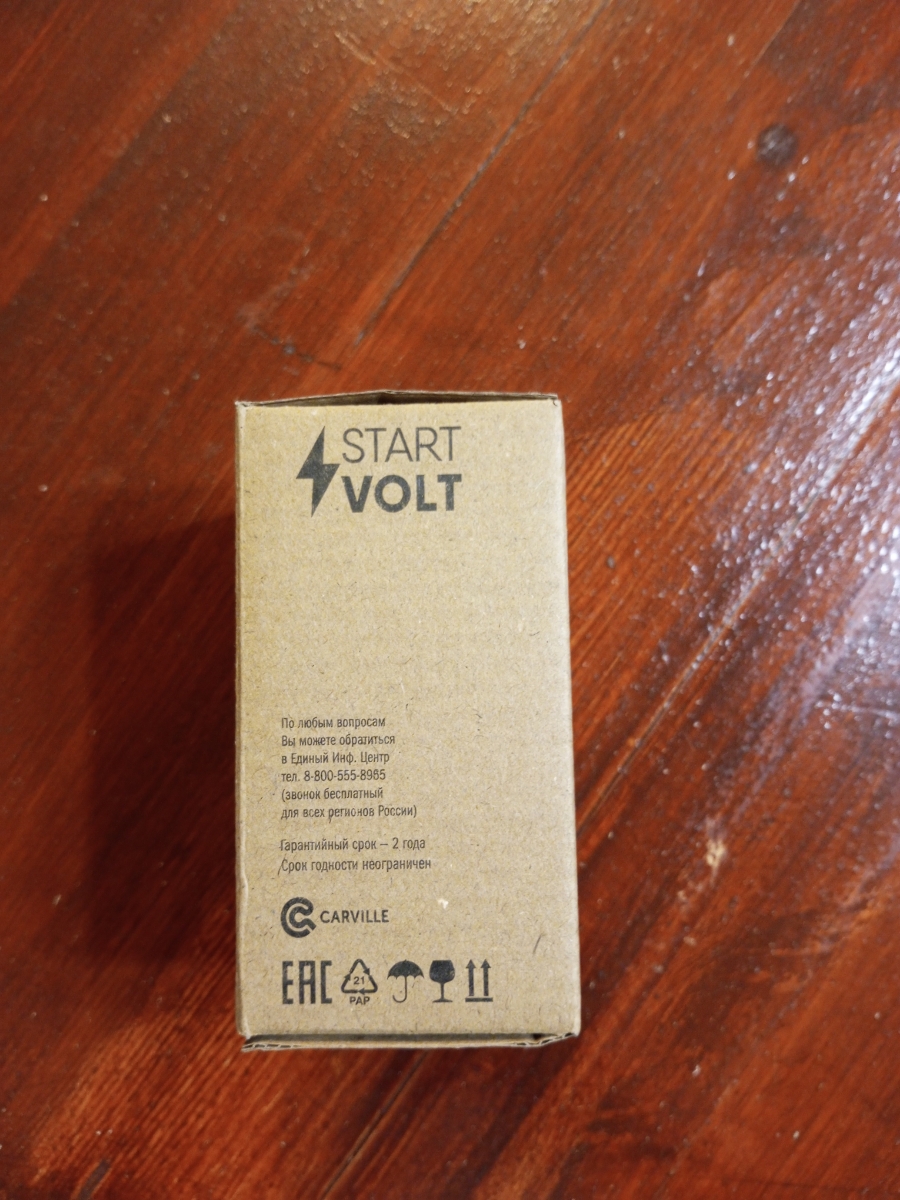 START
VOLT
По любым вопросам
Вы можете обратиться
в Единый Инф. Центр
тел. 8-800-555-8965
(звонок бесплатный
для всех регионов России)
Гарантийный срок – 2 года
Срок годности неограничен
CARVILLE
EAC
21
PAP